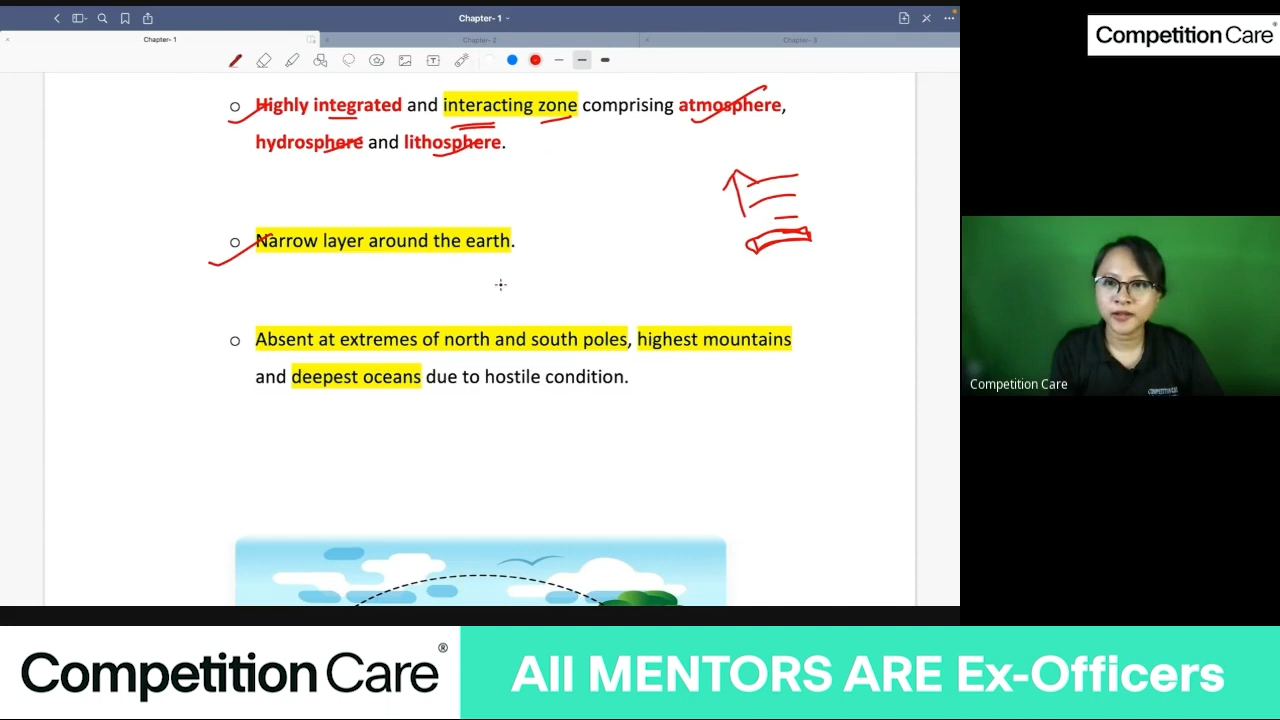 Chapter- 1
Chapter- 1
Chapter- 2
Chapter- 3
Competition Care
Highly integrated and interacting zone comprising atmosphere,
hydrosphere and lithosphere.
Narrow layer around the earth.
Absent at extremes of north and south poles, highest mountains
and deepest oceans due to hostile condition.
Competition Care
Competition Care®
All MENTORS ARE Ex-Officers